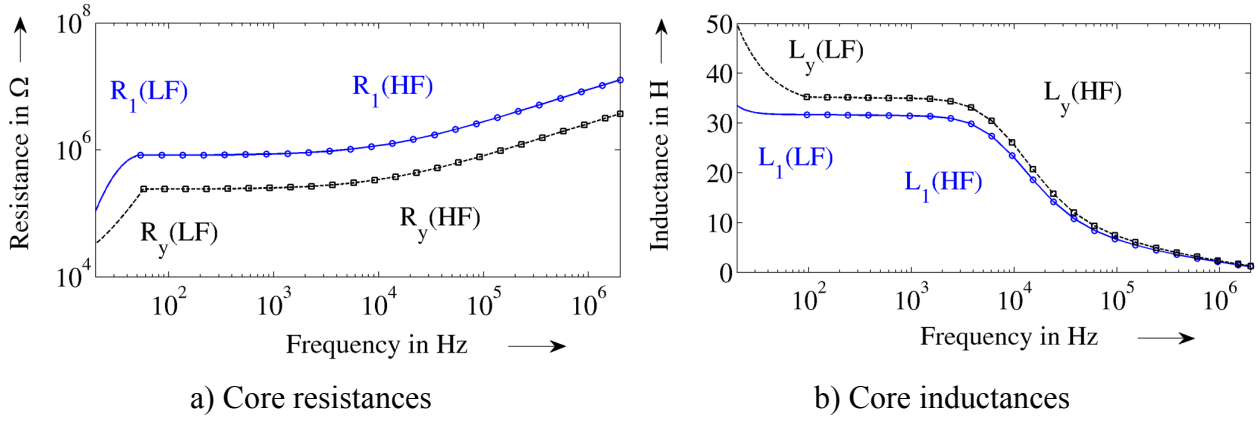 Resistance in Ω
10^8
10^6
10^4
R_1(LF)
R_1(HF)
R_y(LF)
R_y(HF)
10^2
10^3
10^4
10^5
10^6
Frequency in Hz
a) Core resistances
Inductance in H
50
40
30
20
10
0
L_y(LF)
L_y(HF)
L_1(LF)
L_1(HF)
10^2
10^3
10^4
10^5
10^6
Frequency in Hz
b) Core inductances